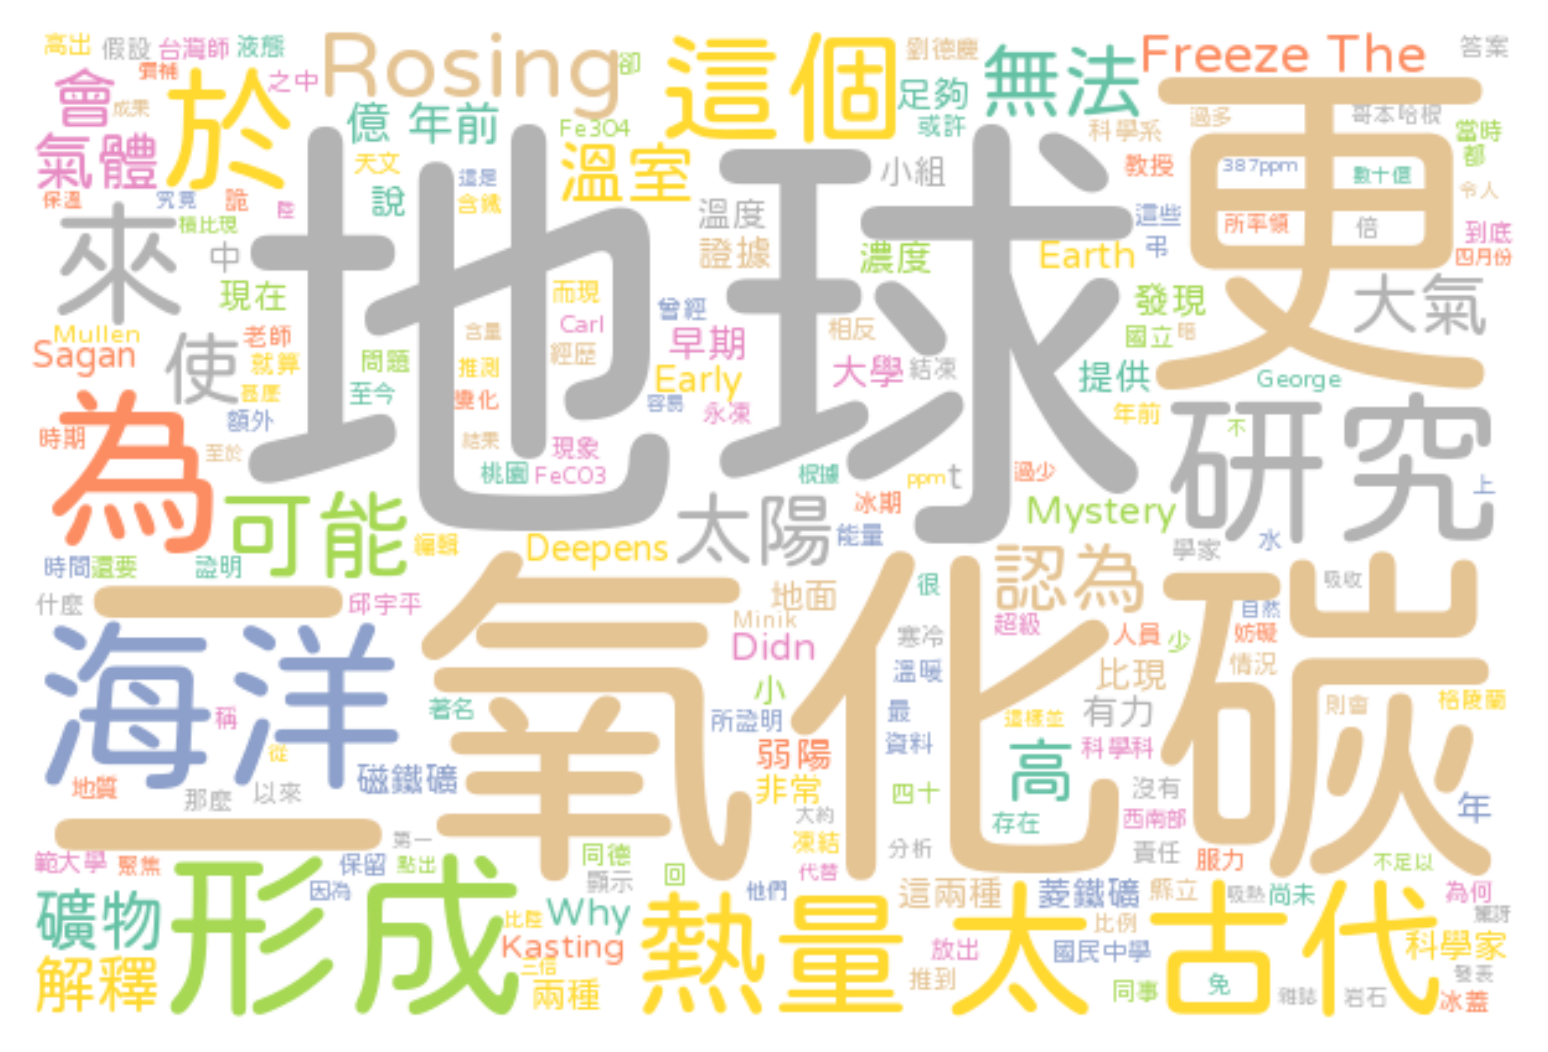 高出 假設 台灣師 液態
Rosing
卻
這個
劉德慶
無法
Freeze The
答案
彌補
之中
會
成果
於
億 年前
足夠
或許
Fe3O4
科學系
過多
哥本哈根
當時
都
氣體
天文
溫室
小組
教授
更
387ppm
數十億
令人
保溫 究竟 詭
陸
說
這是
含鐵
溫度
這些
所率領
倍
到底
積比現
來
中
地球
證據
濃度
Earth
弔
四月份
現在
而現
曾經
發現
大氣
Mullen
老師
使
含量
Carl
早期
相反
國立
暗
Sagan
就算
問題
推測
經歷
大學
結凍
提供
George
至今
Early
額外
變化
容易
永凍
年前
研究
時期
至於
為
結果
現象
不
桃園
FeCO3
根據
ppm
t
過少
上
可能
太陽
冰期
Mystery
編輯
Deepens
能量
學家
水
時間
還要
證明
認為
吸收
什麼
邱宇平
地面
很
自然
二氧化碳
Minik
超級
人員
少
妨礙
海洋
Didn
寒冷
溫暖
比現
情況
小
著名
稱
所證明
最
這樣並
有力
則會
格陵蘭
從
弱陽
資料
高
科學科
地質
磁鐵礦
那麼
以來
非常
四十
沒有
年
大約
存在
西南部
第一
凍結
分析
責任
範大學
聚焦
保留
點出
同德
服力
不足以
因為
顯示
回
代替
他們
這兩種
菱鐵礦
縣立
吸熱
尚未
為何
礦物
形成
比陸
Why
熱量
太古代
比例
驚訝
Kasting
放出
國民中學
科學家
解釋
兩種
推到
同事
免
發表
雜誌
岩石
冰蓋